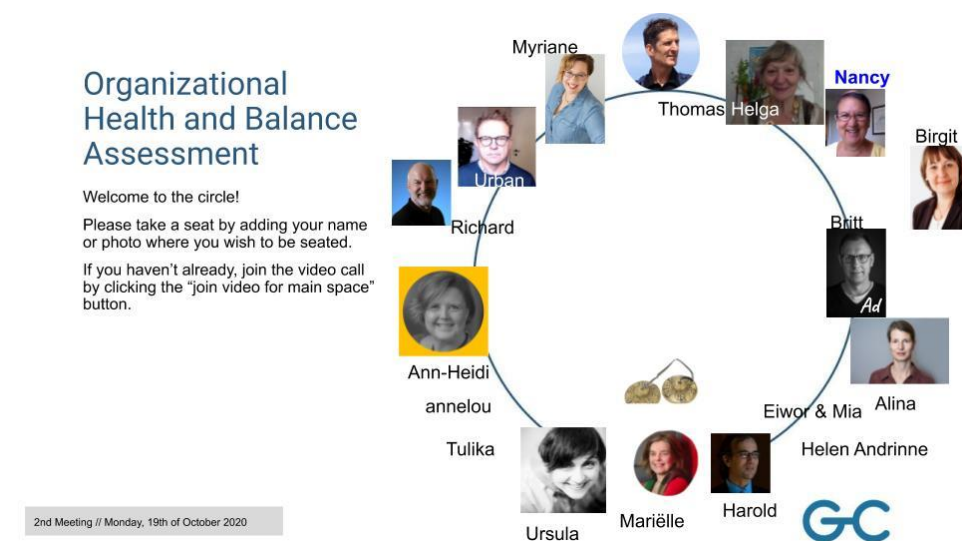 Organizational
Health and Balance
Assessment
Welcome to the circle!
Please take a seat by adding your name
or photo where you wish to be seated.
If you haven’t already, join the video call
by clicking the “join video for main space”
button.
2nd Meeting // Monday, 19th of October 2020
Myriane
Thomas
Helga
Nancy
Birgit
Urban
Richard
Britt
Ad
Ann-Heidi
annelou
Tulika
Alina
Eiwor & Mia
Helen Andrinne
Ursula
Mariëlle
Harold
GC